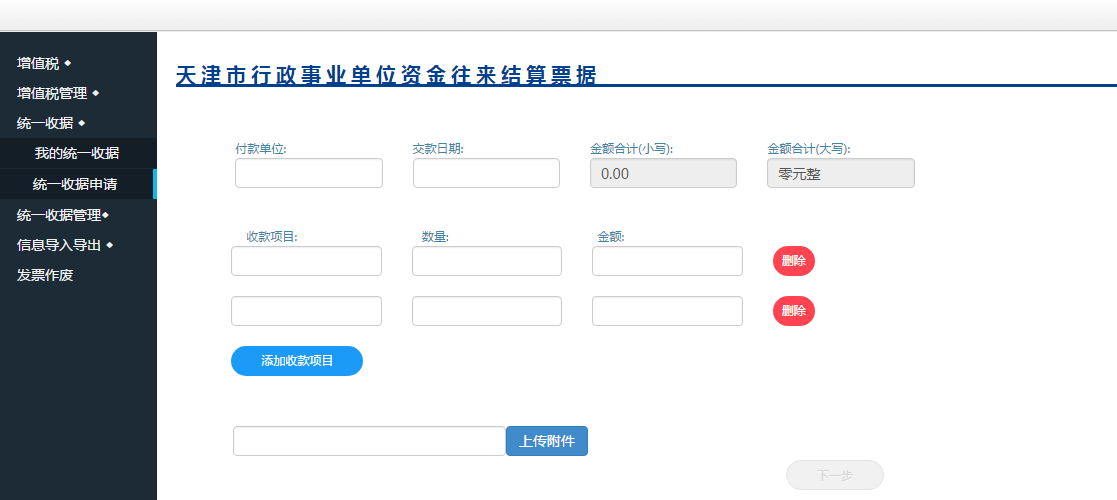 增值税
增值税管理
统一收据
我的统一收据
统一收据申请
统一收据管理
信息导入导出
发票作废
天津市行政事业单位资金往来结算票据
付款单位: 交款日期: 金额合计(小写): 金额合计(大写):
0.00 零元整
收款项目: 数量: 金额:
删除
删除
添加收款项目
上传附件
下一步